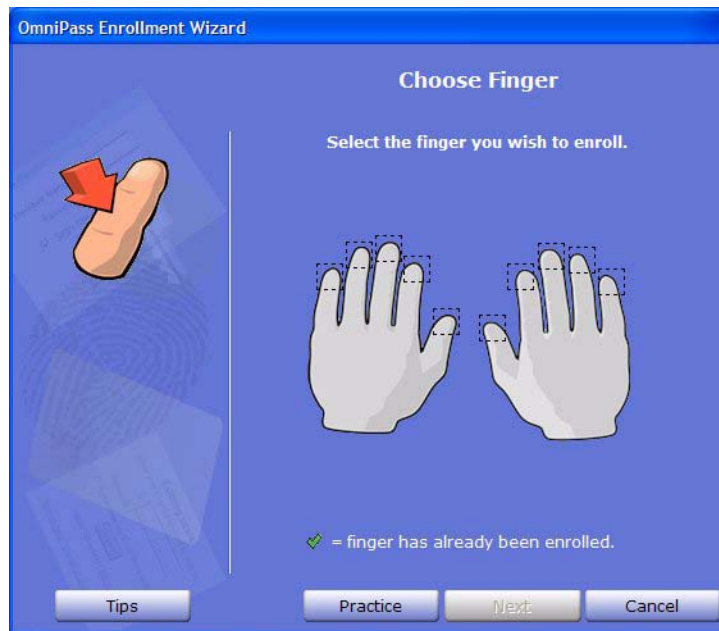 OmniPass Enrollment Wizard
Choose Finger
Select the finger you wish to enroll.
= finger has already been enrolled.
Tips
Practice
Next
Cancel